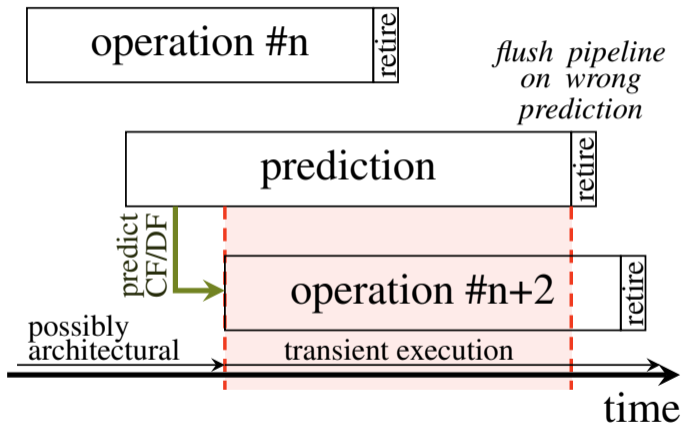 operation #n
retire
flush pipeline
on wrong
prediction
prediction
retire
predict
CF/DF
operation #n+2
retire
possibly
architectural
transient execution
time